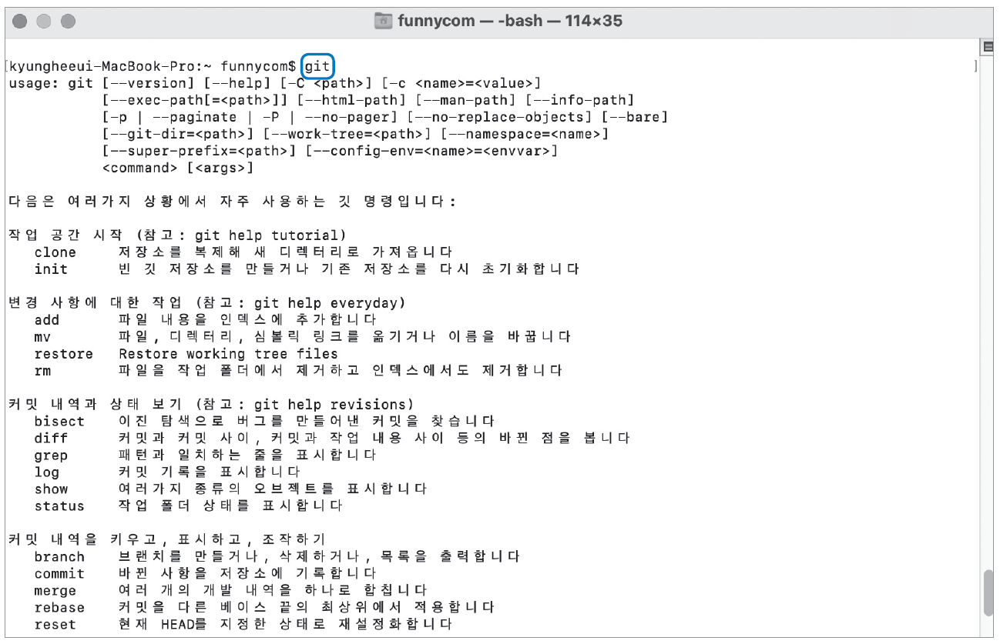 funnycom — -bash — 114×35
[kyungheeui-MacBook-Pro:~ funnycom$ git ]
usage: git [--version] [--help] [-C <path>] [-c <name>=<value>]
           [--exec-path[=<path>]] [--html-path] [--man-path] [--info-path]
           [-p | --paginate | -P | --no-pager] [--no-replace-objects] [--bare]
           [--git-dir=<path>] [--work-tree=<path>] [--namespace=<name>]
           [--super-prefix=<path>] [--config-env=<name>=<envvar>]
           <command> [<args>]
다음은 여러가지 상황에서 자주 사용하는 깃 명령입니다:
작업 공간 시작 (참고: git help tutorial)
   clone     저장소를 복제해 새 디렉터리로 가져옵니다
   init      빈 깃 저장소를 만들거나 기존 저장소를 다시 초기화합니다
변경 사항에 대한 작업 (참고: git help everyday)
   add       파일 내용을 인덱스에 추가합니다
   mv        파일, 디렉터리, 심볼릭 링크를 옮기거나 이름을 바꿉니다
   restore   Restore working tree files
   rm        파일을 작업 폴더에서 제거하고 인덱스에서도 제거합니다
커밋 내역과 상태 보기 (참고: git help revisions)
   bisect    이진 탐색으로 버그를 만들어낸 커밋을 찾습니다
   diff      커밋과 커밋 사이, 커밋과 작업 내용 사이 등의 바뀐 점을 봅니다
   grep      패턴과 일치하는 줄을 표시합니다
   log       커밋 기록을 표시합니다
   show      여러가지 종류의 오브젝트를 표시합니다
   status    작업 폴더 상태를 표시합니다
커밋 내역을 키우고, 표시하고, 조작하기
   branch    브랜치를 만들거나, 삭제하거나, 목록을 출력합니다
   commit    바뀐 사항을 저장소에 기록합니다
   merge     여러 개의 개발 내역을 하나로 합칩니다
   rebase    커밋을 다른 베이스 끝의 최상위에서 적용합니다
   reset     현재 HEAD를 지정한 상태로 재설정화합니다